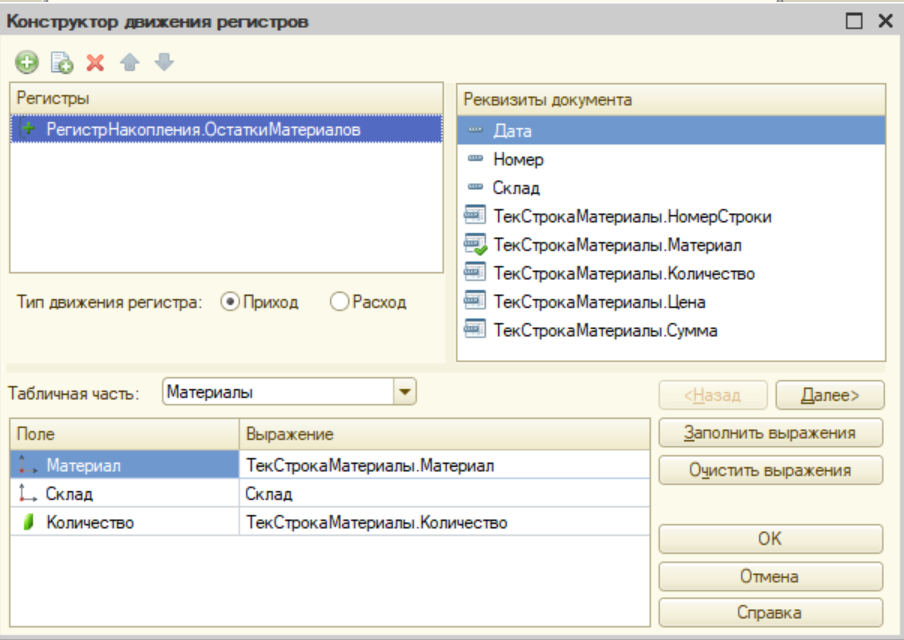 Конструктор движения регистров
Регистры
РегистрНакопления.ОстаткиМатериалов
Реквизиты документа
Дата
Номер
Склад
ТекСтрокаМатериалы.НомерСтроки
ТекСтрокаМатериалы.Материал
ТекСтрокаМатериалы.Количество
ТекСтрокаМатериалы.Цена
ТекСтрокаМатериалы.Сумма
Тип движения регистра: Приход Расход
Табличная часть: Материалы
<Назад Далее>
Поле Выражение
Материал ТекСтрокаМатериалы.Материал
Склад Склад
Количество ТекСтрокаМатериалы.Количество
Заполнить выражения
Очистить выражения
ОК
Отмена
Справка